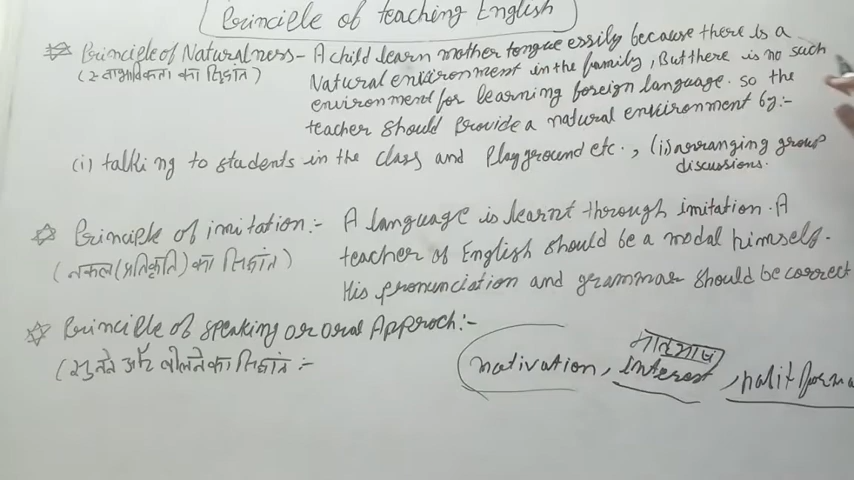 Principle of teaching English
Principle of Naturalness - A child learn mother tongue essily because there is a
(स्वाभाविकता का सिद्धांत) Natural environment in the family, But there is no such
environment for learning foreign language. so the
teacher should Provide a natural environment by:-
(i) talking to students in the class and Playground etc., (ii) arranging group
discussions.
Principle of imitation :- A language is learnt through imitation. A
(नकल (प्रतिकृति) का सिद्धांत) teacher of English should be a modal himself.
His pronunciation and grammar should be correct
Principle of speaking or oral Approch :-
(सुनने और बोलने का सिद्धांत :-
motivation, interest,